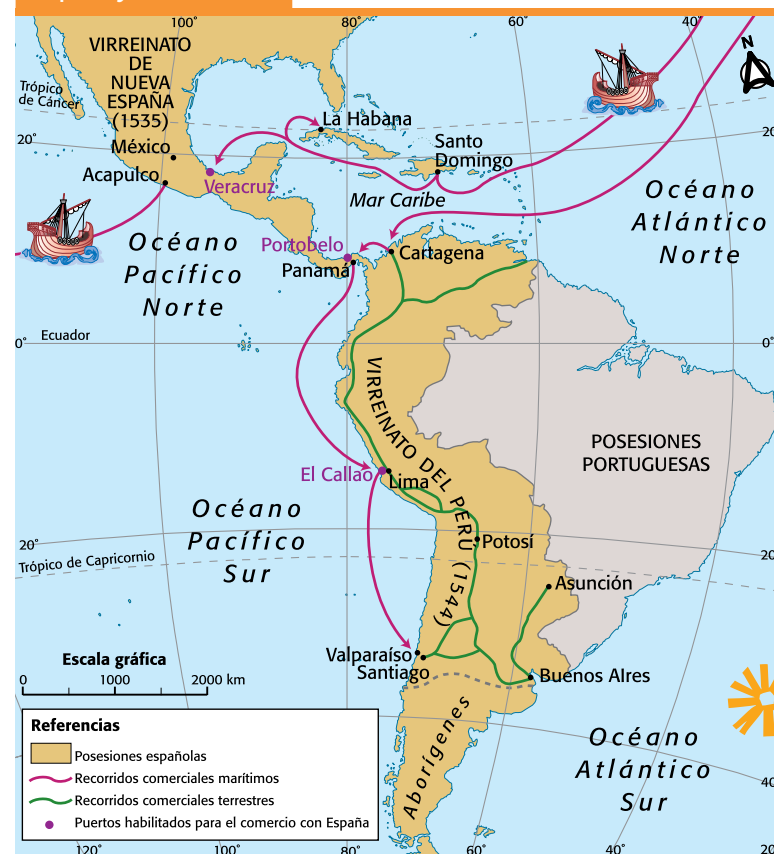 100°
80°
60°
40°
N
VIRREINATO
DE
NUEVA
ESPAÑA
(1535)
Trópico
de Cáncer
20°
20
La Habana
México
Santo
Domingo
Acapulco
Veracruz
Mar Caribe
Océano
Atlántico
Norte
Océano
Pacífico
Norte
Portobelo
Panamá
Cartagena
Ecuador
0°
0°
VIRREINATO DEL PERÚ (1544)
POSESIONES
PORTUGUESAS
El Callao
Lima
Océano
Pacífico
Sur
Potosí
20°
20
Trópico de Capricornio
Asunción
Escala gráfica
0 1000 2000 km
Valparaíso
Santiago
Buenos AIres
Aborígenes
Océano
Atlántico
Sur
40°
Referencias
Posesiones españolas
Recorridos comerciales marítimos
Recorridos comerciales terrestres
Puertos habilitados para el comercio con España
120°
100°
80°
60°
40°
20